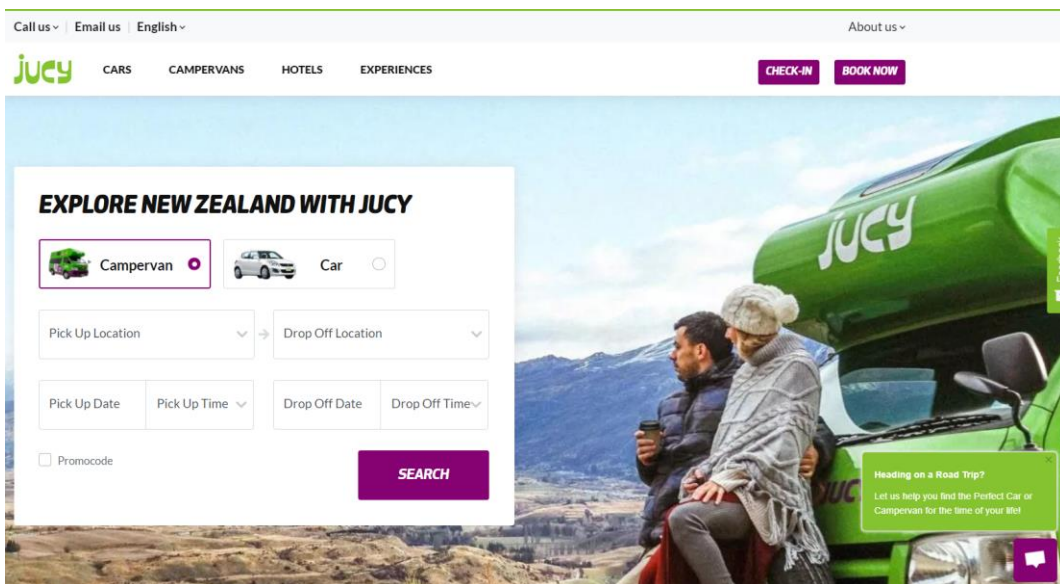 Call us
Email us
English
About us
jucy
CARS
CAMPERVANS
HOTELS
EXPERIENCES
CHECK-IN
BOOK NOW
EXPLORE NEW ZEALAND WITH JUCY
Campervan
Car
Pick Up Location
Drop Off Location
Pick Up Date
Pick Up Time
Drop Off Date
Drop Off Time
Promocode
SEARCH
jucy
Heading on a Road Trip?
Let us help you find the Perfect Car or
Campervan for the time of your life!